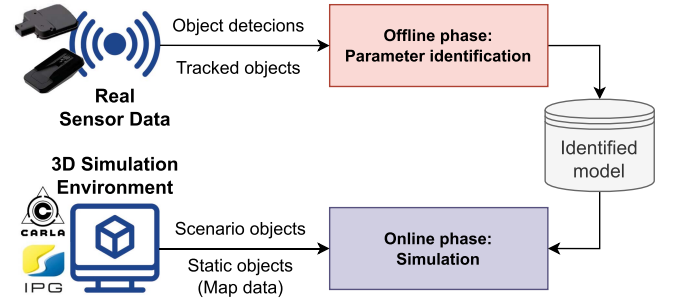 Object detecions
Tracked objects
Real
Sensor Data
Offline phase:
Parameter identification
Identified
model
3D Simulation
Environment
CARLA
IPG
Scenario objects
Static objects
(Map data)
Online phase:
Simulation